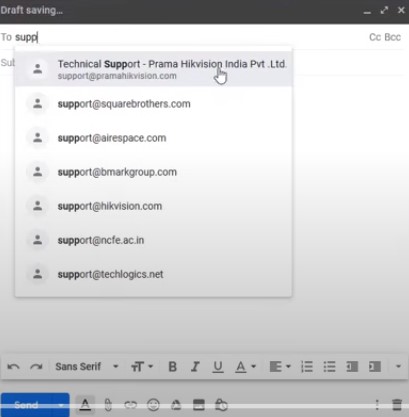 Draft saving...
To supp
Cc Bcc
Technical Support - Prama Hikvision India Pvt .Ltd.
support@pramahikvision.com
Sub
support@squarebrothers.com
support@airespace.com
support@bmarkgroup.com
support@hikvision.com
support@ncfe.ac.in
support@techlogics.net
Sans Serif
Send